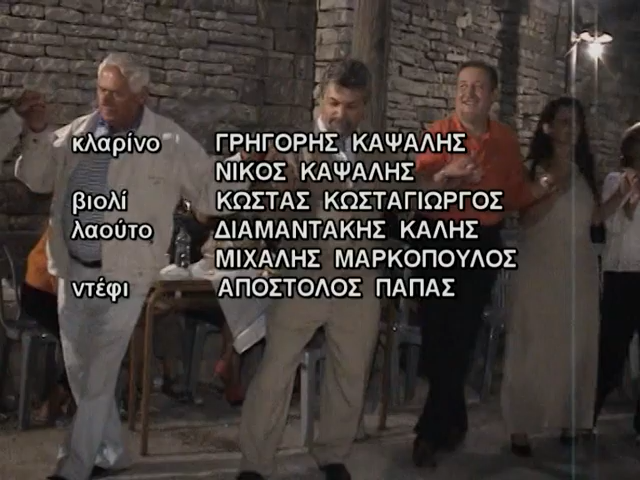 κλαρίνο ΓΡΗΓΟΡΗΣ ΚΑΨΑΛΗΣ
ΝΙΚΟΣ ΚΑΨΑΛΗΣ
βιολί ΚΩΣΤΑΣ ΚΩΣΤΑΓΙΩΡΓΟΣ
λαούτο ΔΙΑΜΑΝΤΑΚΗΣ ΚΑΛΗΣ
ΜΙΧΑΛΗΣ ΜΑΡΚΟΠΟΥΛΟΣ
ντέφι ΑΠΟΣΤΟΛΟΣ ΠΑΠΑΣ